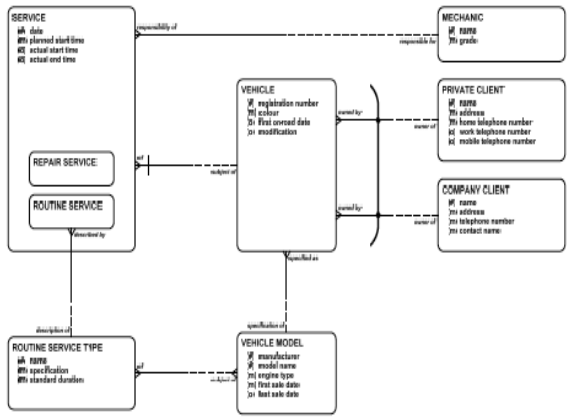 SERVICE
date
planned start time
actual start time
actual end time
REPAIR SERVICE
ROUTINE SERVICE
described by
description of
ROUTINE SERVICE TYPE
name
specification
standard duration
responsibility of
responsible for
of
subject of
VEHICLE
registration number
colour
first on-road date
modification
owned by
owner of
owned by
owner of
specified as
specification of
VEHICLE MODEL
manufacturer
model name
engine type
first sale date
last sale date
of
subject of
MECHANIC
name
grade
PRIVATE CLIENT
name
address
home telephone number
work telephone number
mobile telephone number
COMPANY CLIENT
name
address
telephone number
contact name